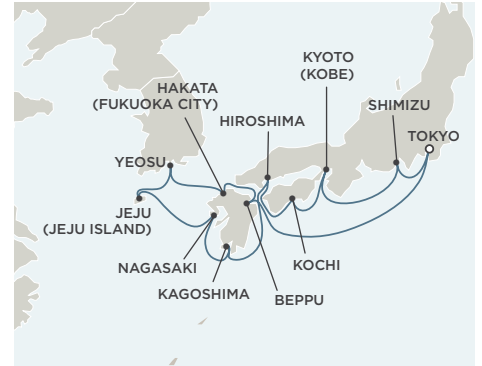 KYOTO
(KOBE)
HAKATA
(FUKUOKA CITY)
SHIMIZU
HIROSHIMA
TOKYO
YEOSU
JEJU
(JEJU ISLAND)
NAGASAKI
KOCHI
KAGOSHIMA
BEPPU